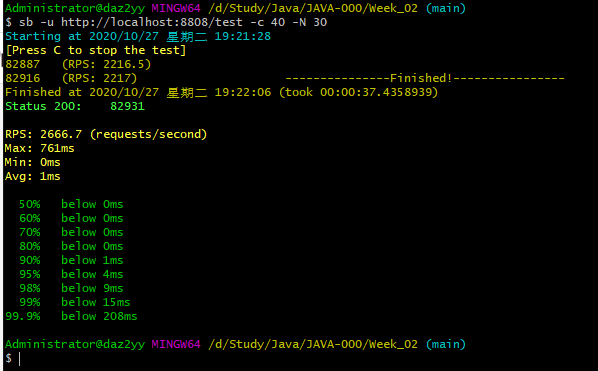 Administrator@daz2yy MINGW64 /d/Study/Java/JAVA-000/Week_02 (main)
$ sb -u http://localhost:8808/test -c 40 -N 30
Starting at 2020/10/27 星期二 19:21:28
[Press C to stop the test]
82887   (RPS: 2216.5)
82916   (RPS: 2217)                     ---------------Finished!----------------
Finished at 2020/10/27 星期二 19:22:06 (took 00:00:37.4358939)
Status 200:    82931

RPS: 2666.7 (requests/second)
Max: 761ms
Min: 0ms
Avg: 1ms

  50%   below 0ms
  60%   below 0ms
  70%   below 0ms
  80%   below 0ms
  90%   below 1ms
  95%   below 4ms
  98%   below 9ms
  99%   below 15ms
99.9%   below 208ms

Administrator@daz2yy MINGW64 /d/Study/Java/JAVA-000/Week_02 (main)
$